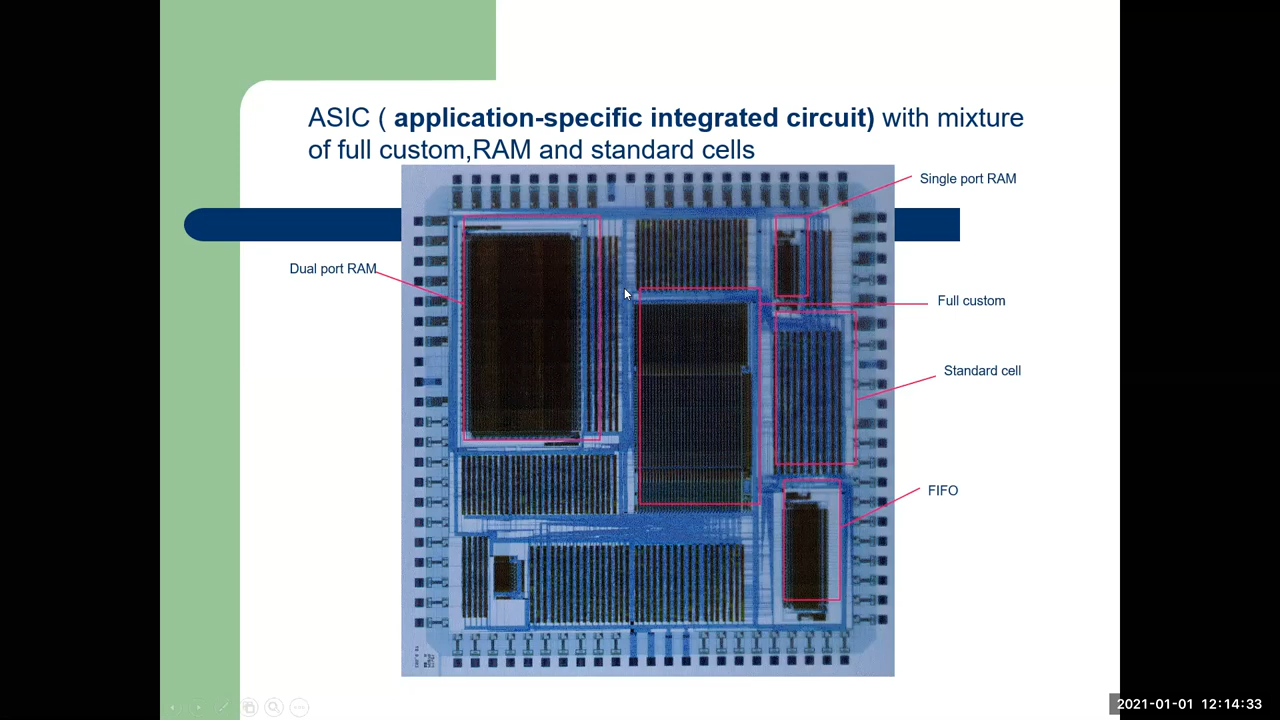 ASIC ( application-specific integrated circuit) with mixture
of full custom,RAM and standard cells
Single port RAM
Dual port RAM
Full custom
Standard cell
FIFO
2021-01-01 12:14:33